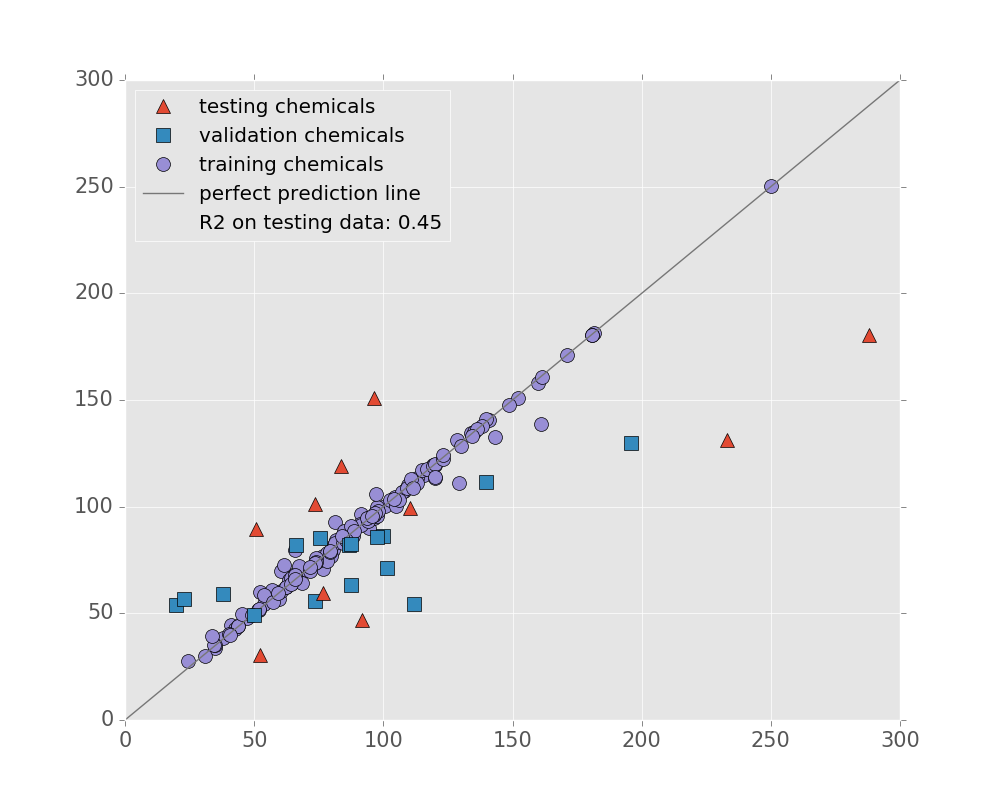 testing chemicals
validation chemicals
training chemicals
perfect prediction line
R2 on testing data: 0.45
300
250
200
150
100
50
0
0 50 100 150 200 250 300